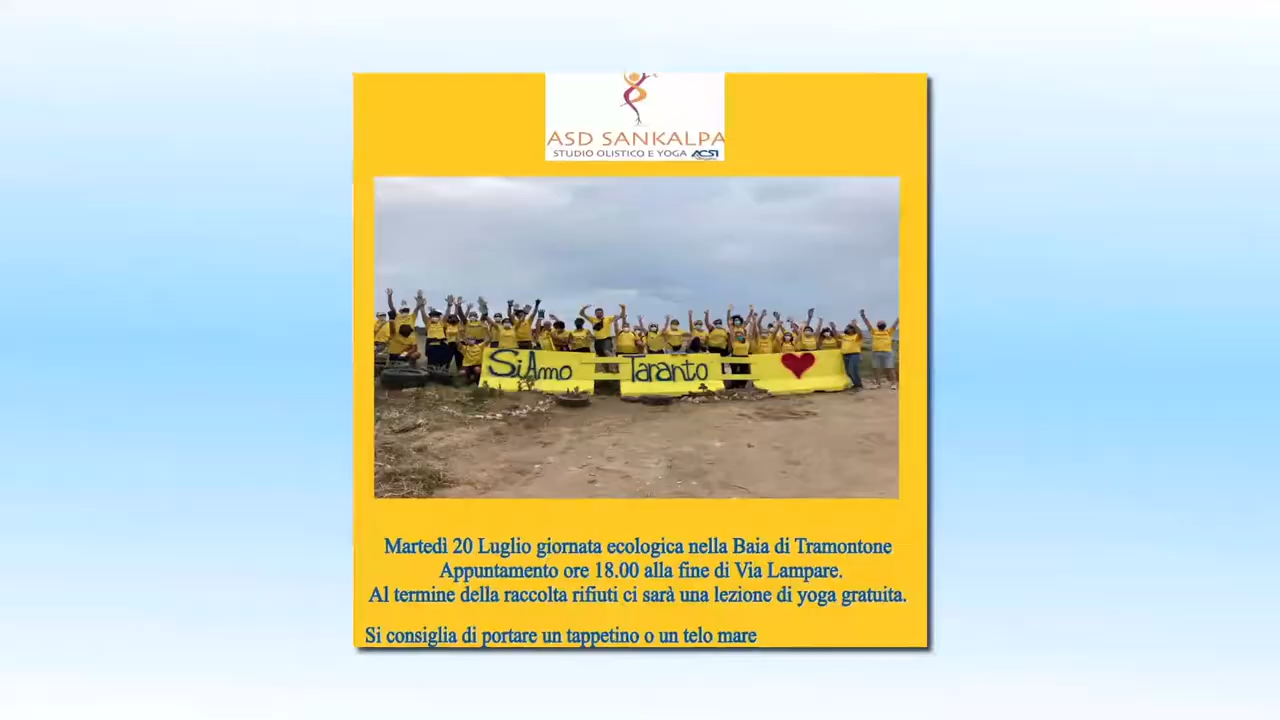 ASD SANKALPA
STUDIO OLISTICO E YOGA ACSI
SiAmo Taranto
Martedì 20 Luglio giornata ecologica nella Baia di Tramontone
Appuntamento ore 18.00 alla fine di Via Lampare.
Al termine della raccolta rifiuti ci sarà una lezione di yoga gratuita.
Si consiglia di portare un tappetino o un telo mare